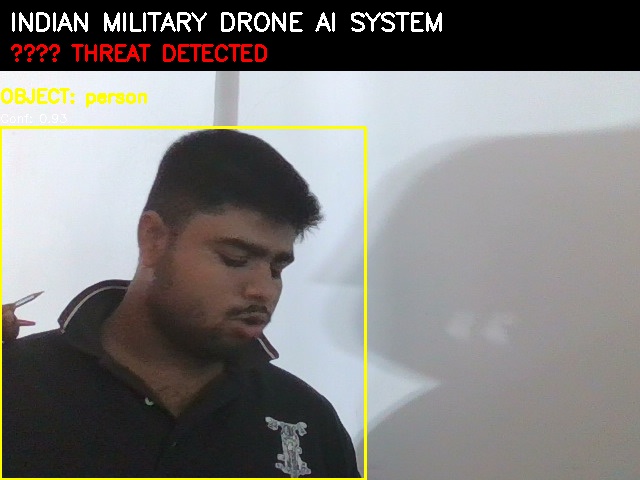 INDIAN MILITARY DRONE AI SYSTEM
???? THREAT DETECTED
OBJECT: person
Conf: 0.93